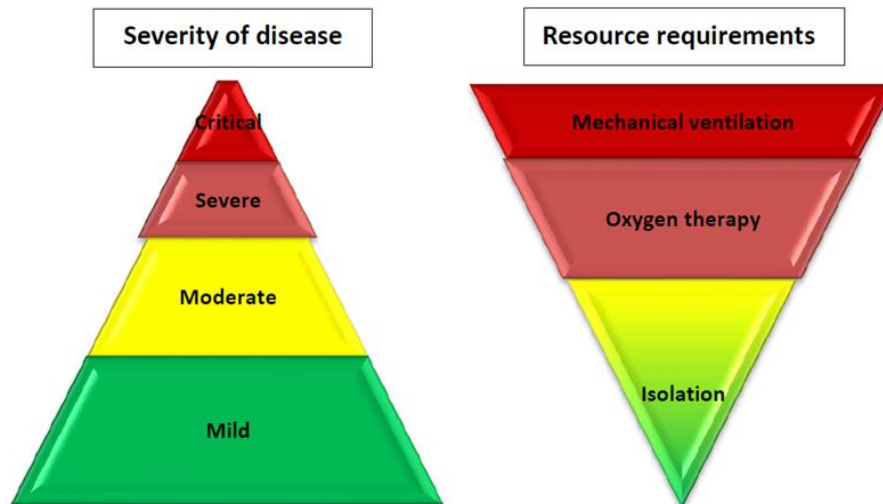 Severity of disease
Resource requirements
Critical
Severe
Moderate
Mild
Mechanical ventilation
Oxygen therapy
Isolation